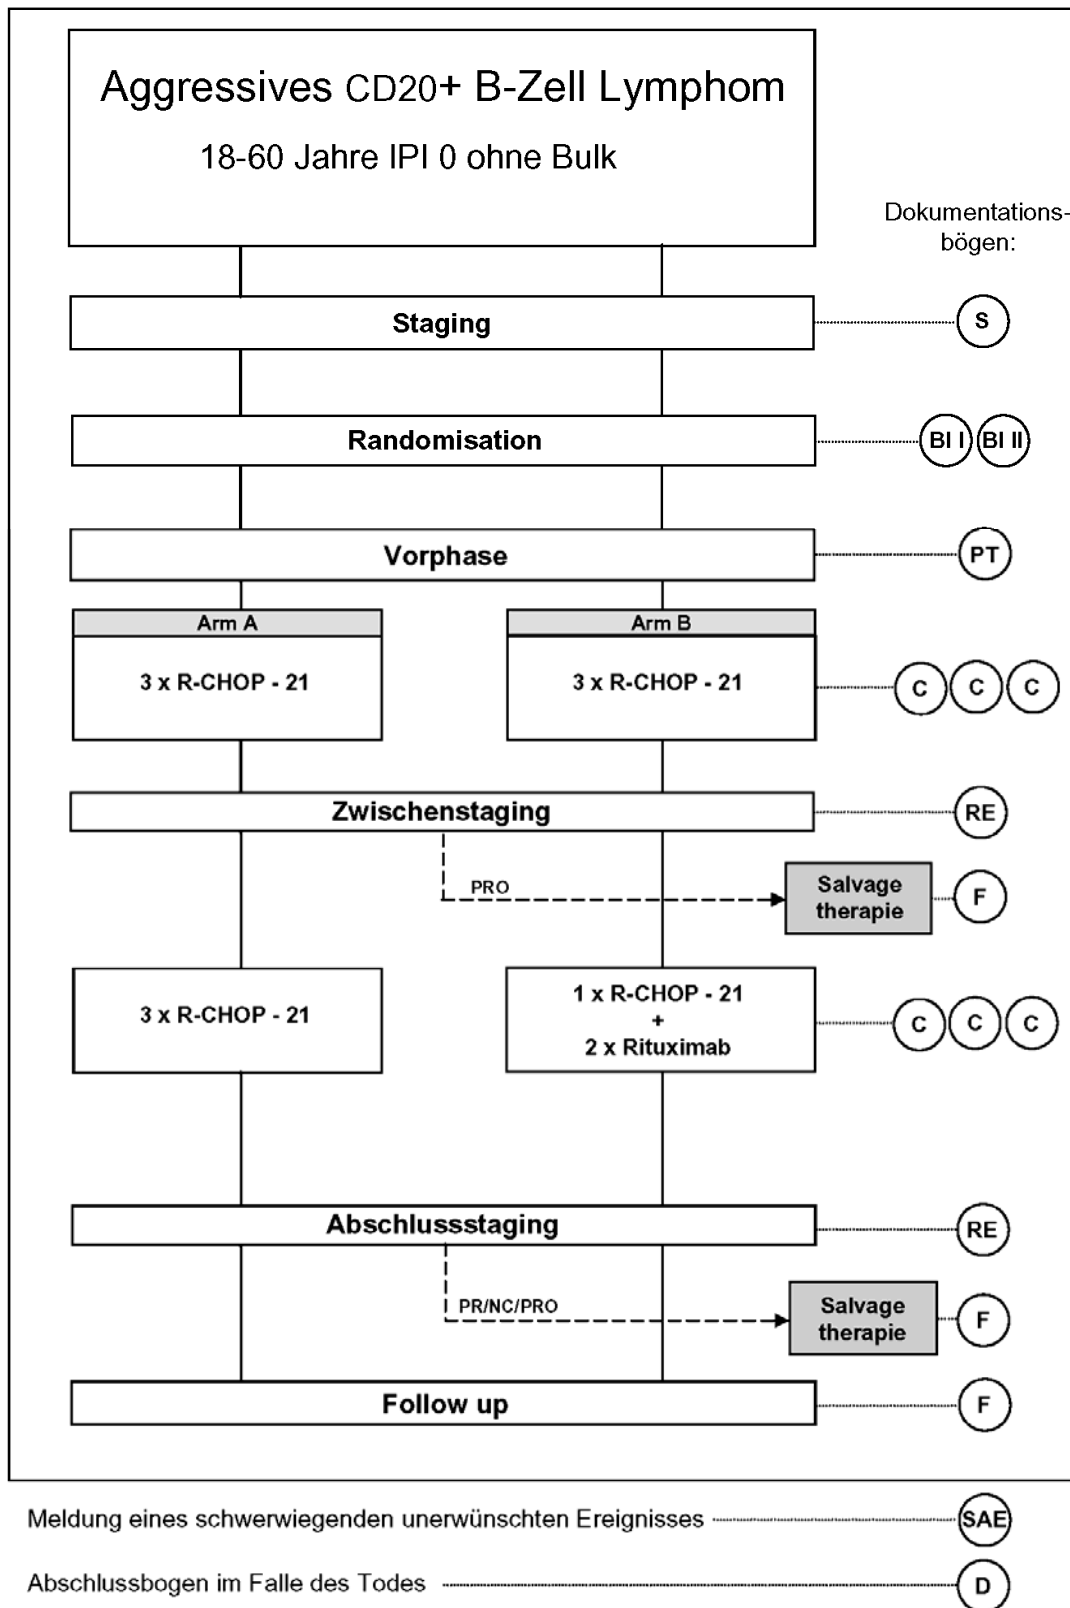 Aggressives CD20+ B-Zell Lymphom
18-60 Jahre IPI 0 ohne Bulk
Dokumentations-
bögen:
Staging
S
Randomisation
BI I
BI II
Vorphase
PT
Arm A
Arm B
3 x R-CHOP - 21
3 x R-CHOP - 21
C
C
C
Zwischenstaging
RE
PRO
Salvage
therapie
F
3 x R-CHOP - 21
1 x R-CHOP - 21
+
2 x Rituximab
C
C
C
Abschlussstaging
RE
PR/NC/PRO
Salvage
therapie
F
Follow up
F
Meldung eines schwerwiegenden unerwünschten Ereignisses
SAE
Abschlussbogen im Falle des Todes
D